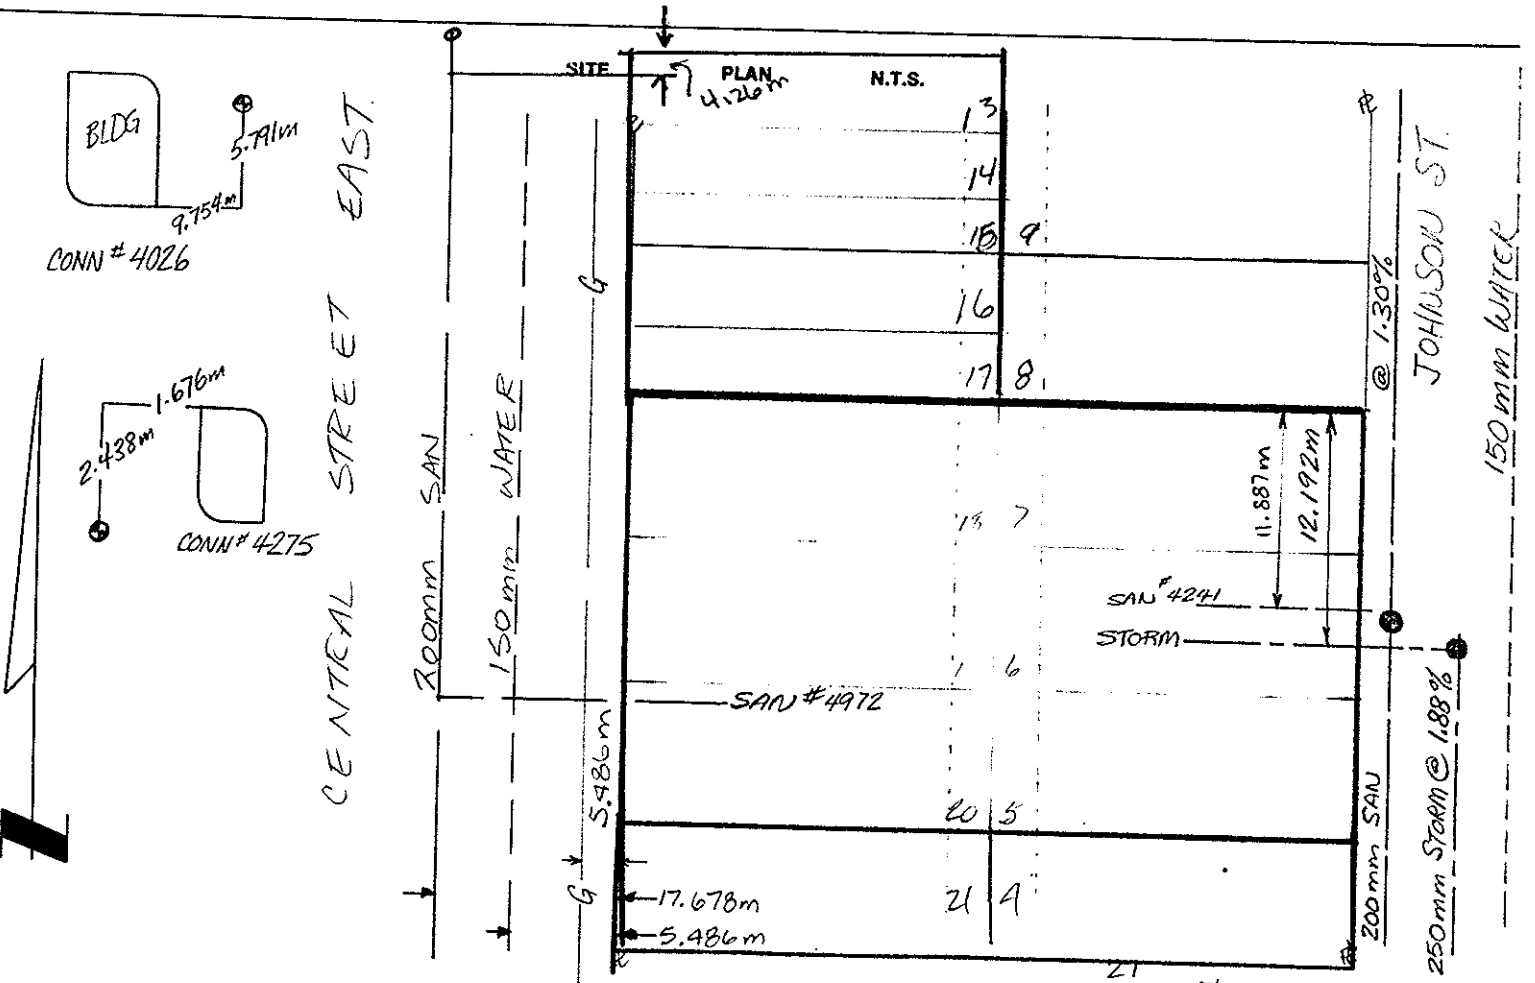 SITE PLAN N.T.S.
4.26m
BLDG
5.791m
9.754m
CONN # 4026
1.676m
2.438m
CONN # 4275
CENTRAL STREET EAST.
200mm SAN
150mm WATER
G
G
5.486m
17.678m
5.486m
13
14
15 9
16
17 8
7
6
20 5
21 4
SAN # 4972
11.887m
12.192m
SAN # 4241
STORM
@ 1.30%
200mm SAN
JOHNSON ST.
250mm STORM @ 1.88%
150mm WATER